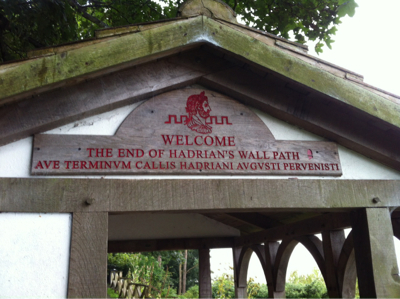 WELCOME
THE END OF HADRIAN'S WALL PATH
AVE TERMINVM CALLIS HADRIANI AVGVSTI PERVENISTI